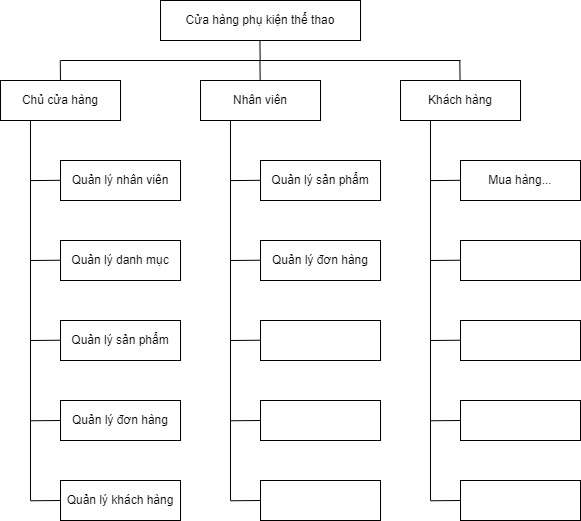 Cửa hàng phụ kiện thể thao
Chủ cửa hàng
Nhân viên
Khách hàng
Quản lý nhân viên
Quản lý sản phẩm
Mua hàng...
Quản lý danh mục
Quản lý đơn hàng
Quản lý sản phẩm
Quản lý đơn hàng
Quản lý khách hàng